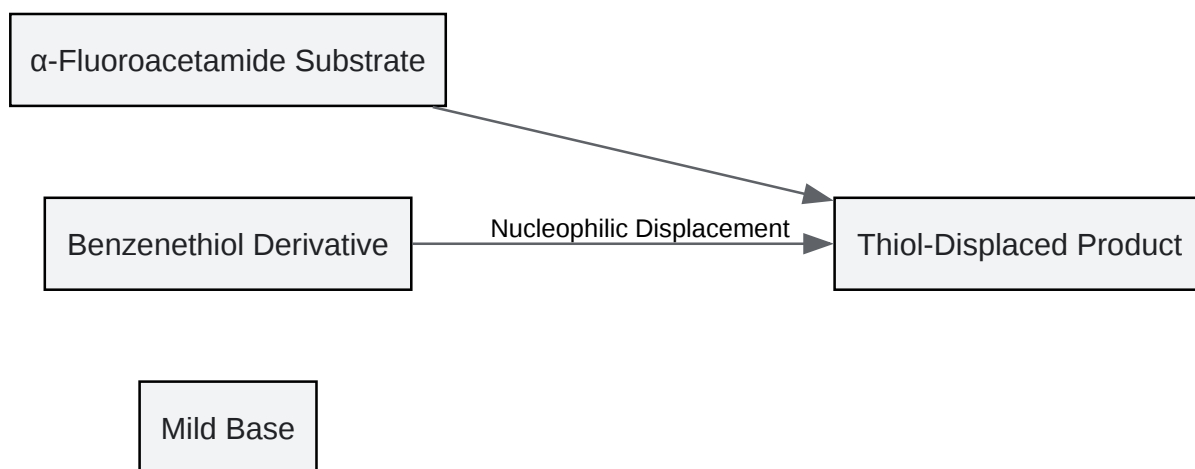 α-Fluoroacetamide Substrate
Benzenethiol Derivative
Nucleophilic Displacement
Thiol-Displaced Product
Mild Base